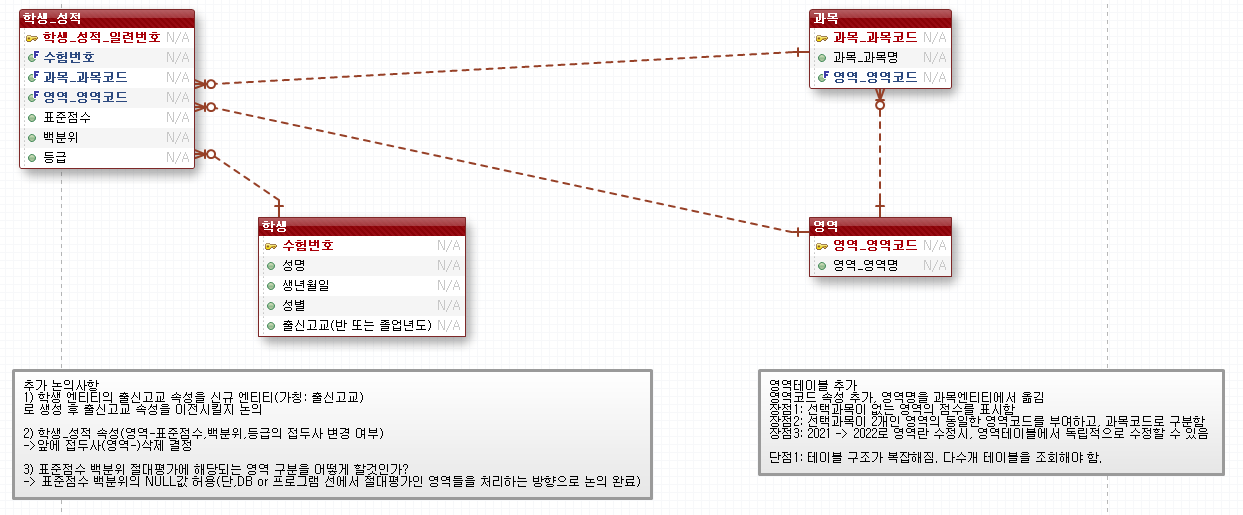 학생_성적
학생_성적_일련번호 N/A
수험번호 N/A
과목_과목코드 N/A
영역_영역코드 N/A
표준점수 N/A
백분위 N/A
등급 N/A
과목
과목_과목코드 N/A
과목_과목명 N/A
영역_영역코드 N/A
학생
수험번호 N/A
성명 N/A
생년월일 N/A
성별 N/A
출신고교(반 또는 졸업년도) N/A
영역
영역_영역코드 N/A
영역_영역명 N/A
추가 논의사항
1) 학생 엔티티의 출신고교 속성을 신규 엔티티(가칭: 출신고교)
로 생성 후 출신고교 속성을 이전시킬지 논의
2) 학생_성적 속성(영역-표준점수,백분위,등급의 접두사 변경 여부)
->앞에 접두사(영역-)삭제 결정
3) 표준점수 백분위 절대평가에 해당되는 영역 구분을 어떻게 할것인가?
-> 표준점수 백분위의 NULL값 허용(단,DB or 프로그램 선에서 절대평가인 영역들을 처리하는 방향으로 논의 완료)
영역테이블 추가
영역코드 속성 추가, 영역명을 과목엔티티에서 옮김
장점1: 선택과목이 없는 영역의 점수를 표시함
장점2: 선택과목이 2개인 영역의 동일한 영역코드를 부여하고, 과목코드로 구분함
장점3: 2021 -> 2022로 영역란 수정시, 영역테이블에서 독립적으로 수정할 수 있음
단점1: 테이블 구조가 복잡해짐. 다수개 테이블을 조회해야 함.